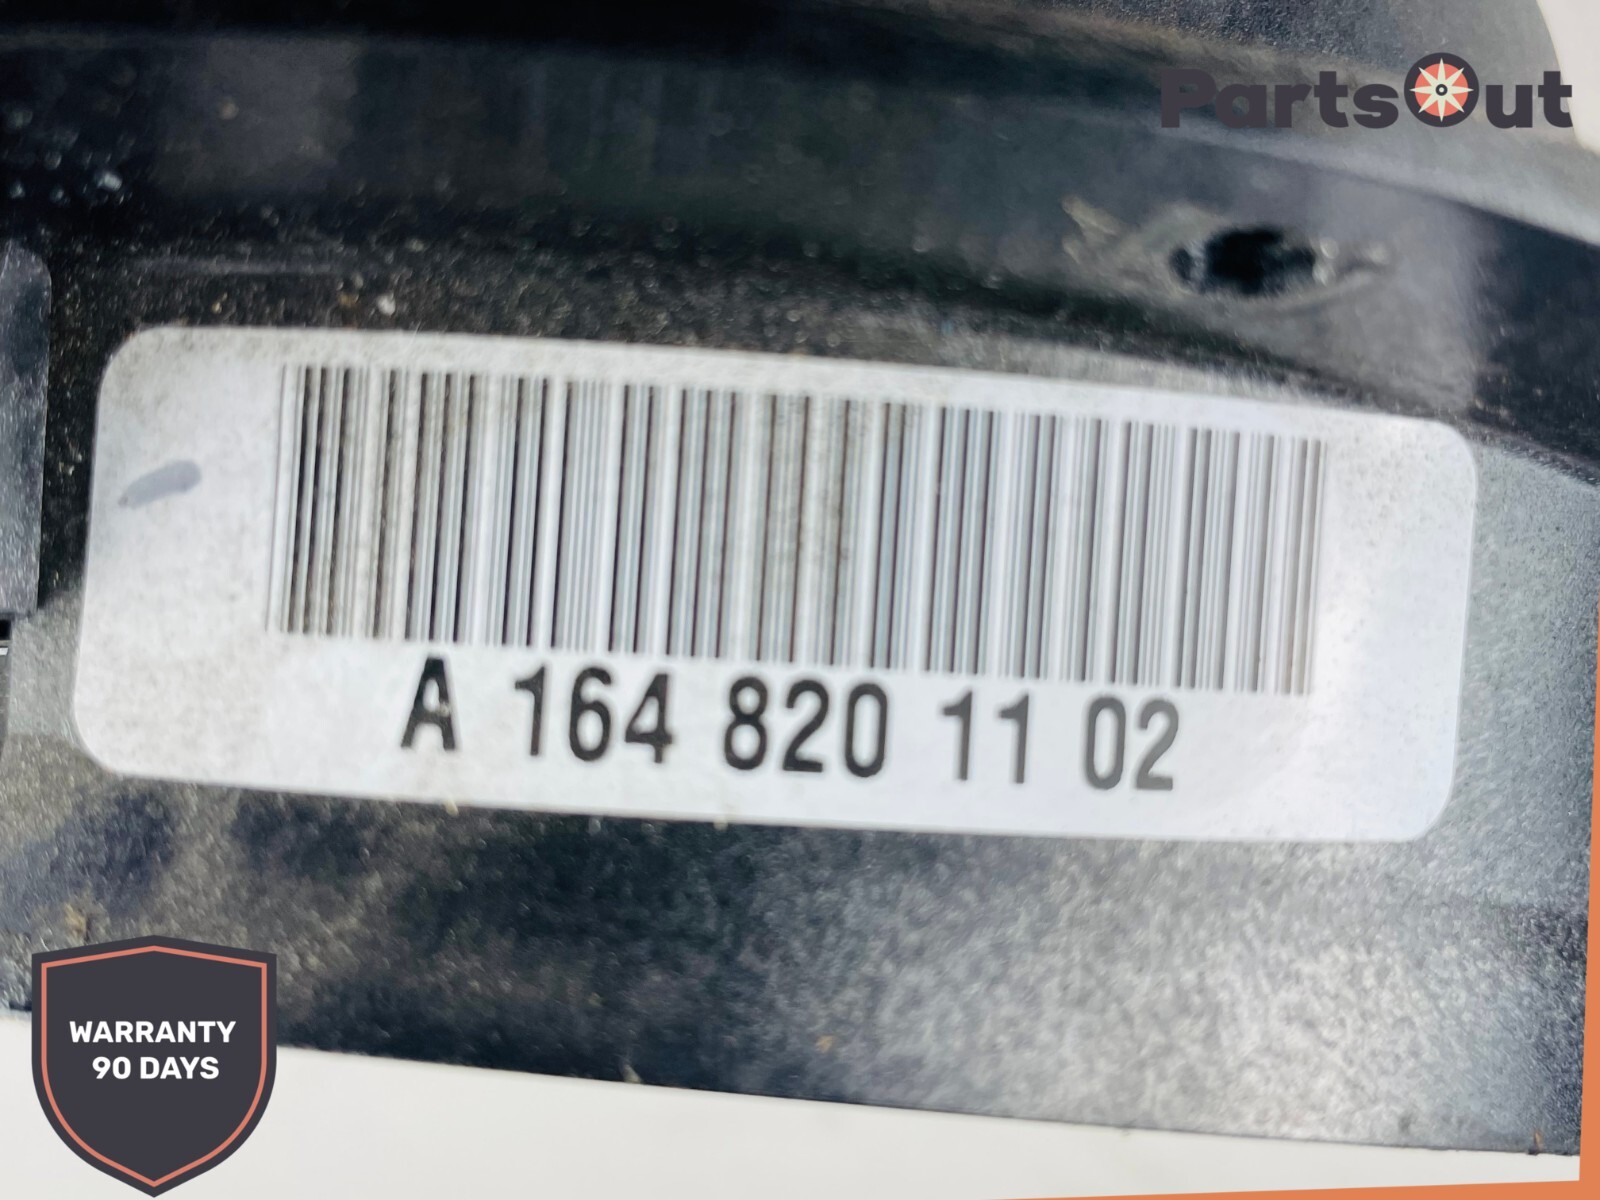 PartsOut
A 164 820 11 02
WARRANTY
90 DAYS